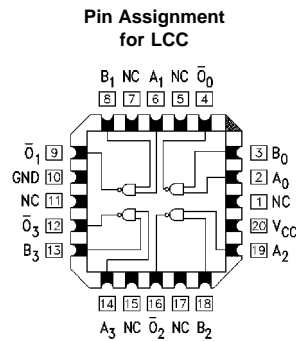 Pin Assignment
for LCC
B₁ NC A₁ NC Ō₀
8 7 6 5 4
Ō₁ 9
GND 10
NC 11
Ō₃ 12
B₃ 13
3 B₀
2 A₀
1 NC
20 V_CC
19 A₂
14 15 16 17 18
A₃ NC Ō₂ NC B₂